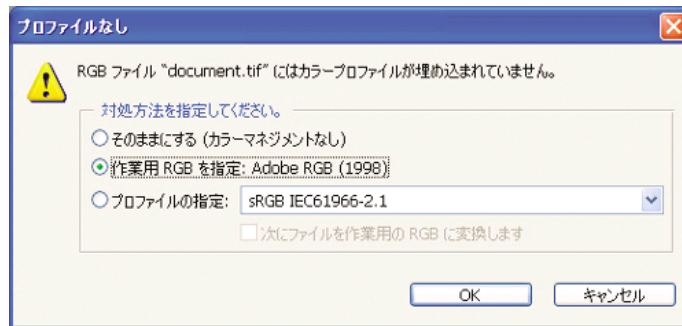 プロファイルなし
RGB ファイル "document.tif" にはカラープロファイルが埋め込まれていません。
対処方法を指定してください。
そのままにする (カラーマネジメントなし)
作業用 RGB を指定: Adobe RGB (1998)
プロファイルの指定: sRGB IEC61966-2.1
次にファイルを作業用の RGB に変換します
OK キャンセル